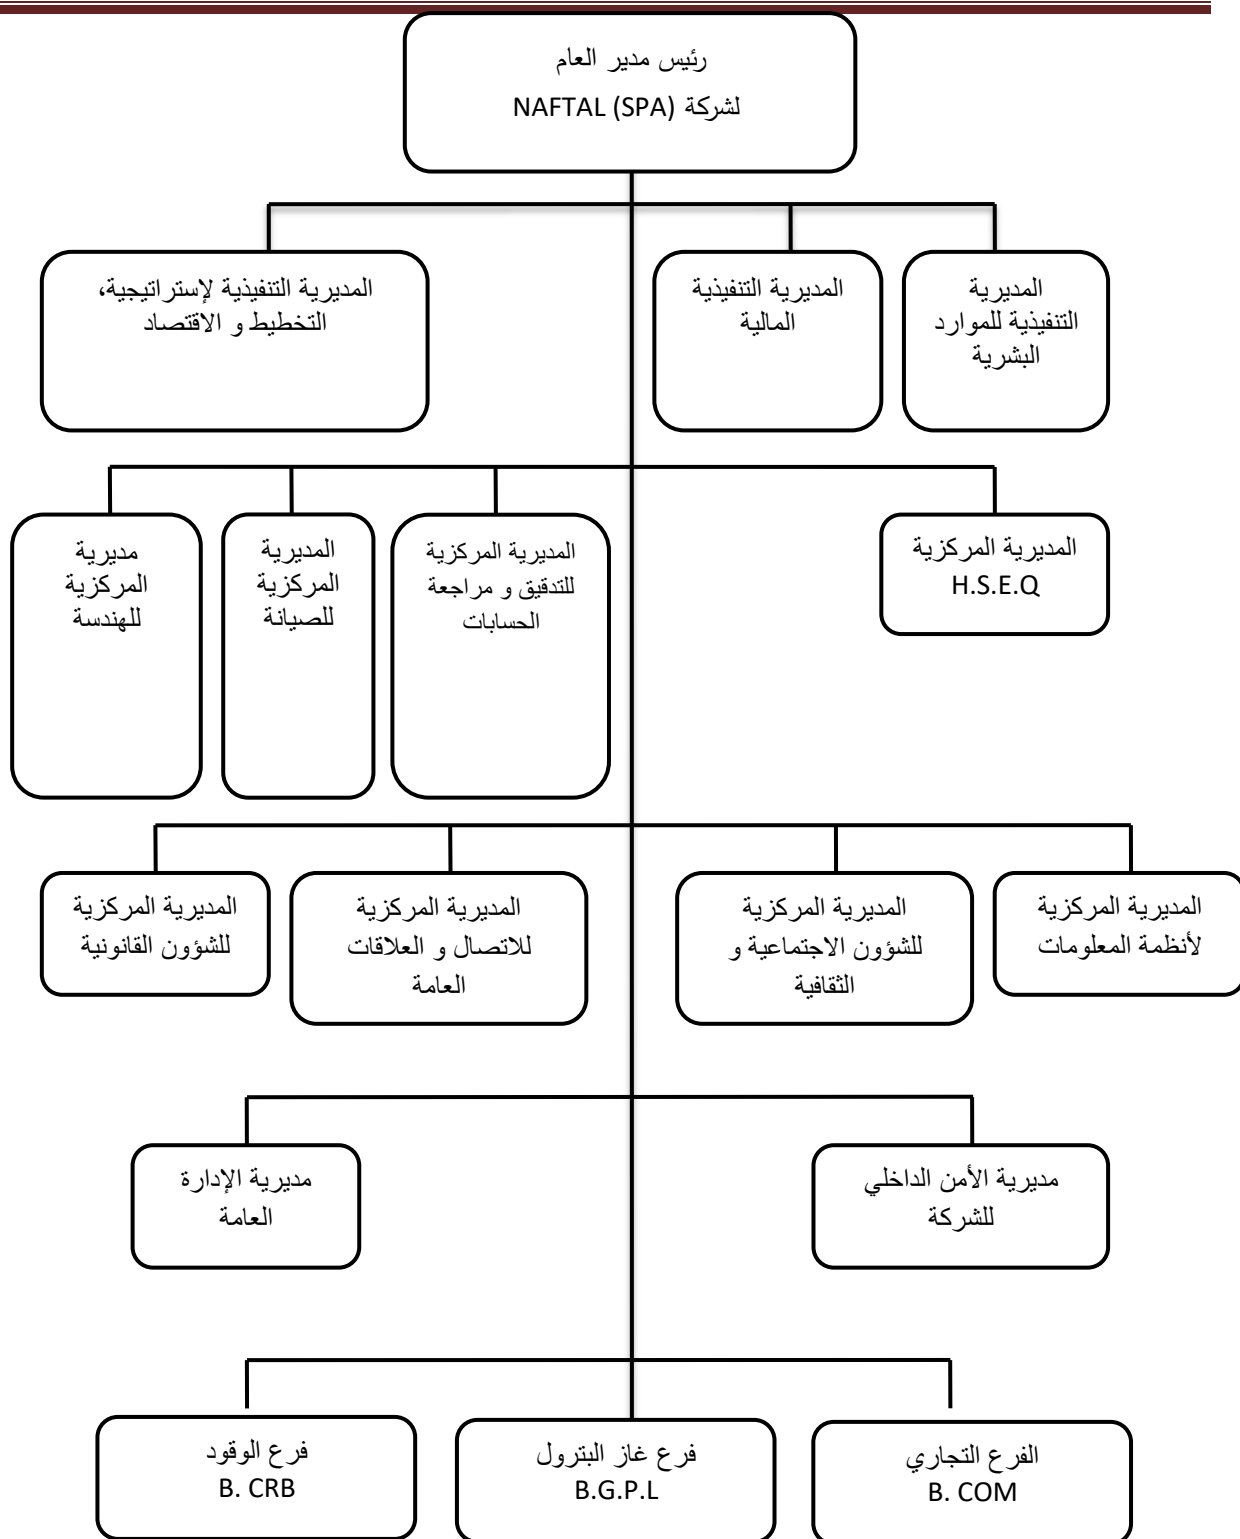 رئيس مدير العام
لشركة NAFTAL (SPA)
المديرية
التنفيذية للموارد
البشرية
المديرية التنفيذية
المالية
المديرية التنفيذية لإستراتيجية،
التخطيط و الاقتصاد
المديرية المركزية
H.S.E.Q
المديرية المركزية
للتدقيق و مراجعة
الحسابات
المديرية
المركزية
للصيانة
مديرية
المركزية
للهندسة
المديرية المركزية
لأنظمة المعلومات
المديرية المركزية
للشؤون الاجتماعية و
الثقافية
المديرية المركزية
للاتصال و العلاقات
العامة
المديرية المركزية
للشؤون القانونية
مديرية الأمن الداخلي
للشركة
مديرية الإدارة
العامة
الفرع التجاري
B. COM
فرع غاز البترول
B.G.P.L
فرع الوقود
B. CRB